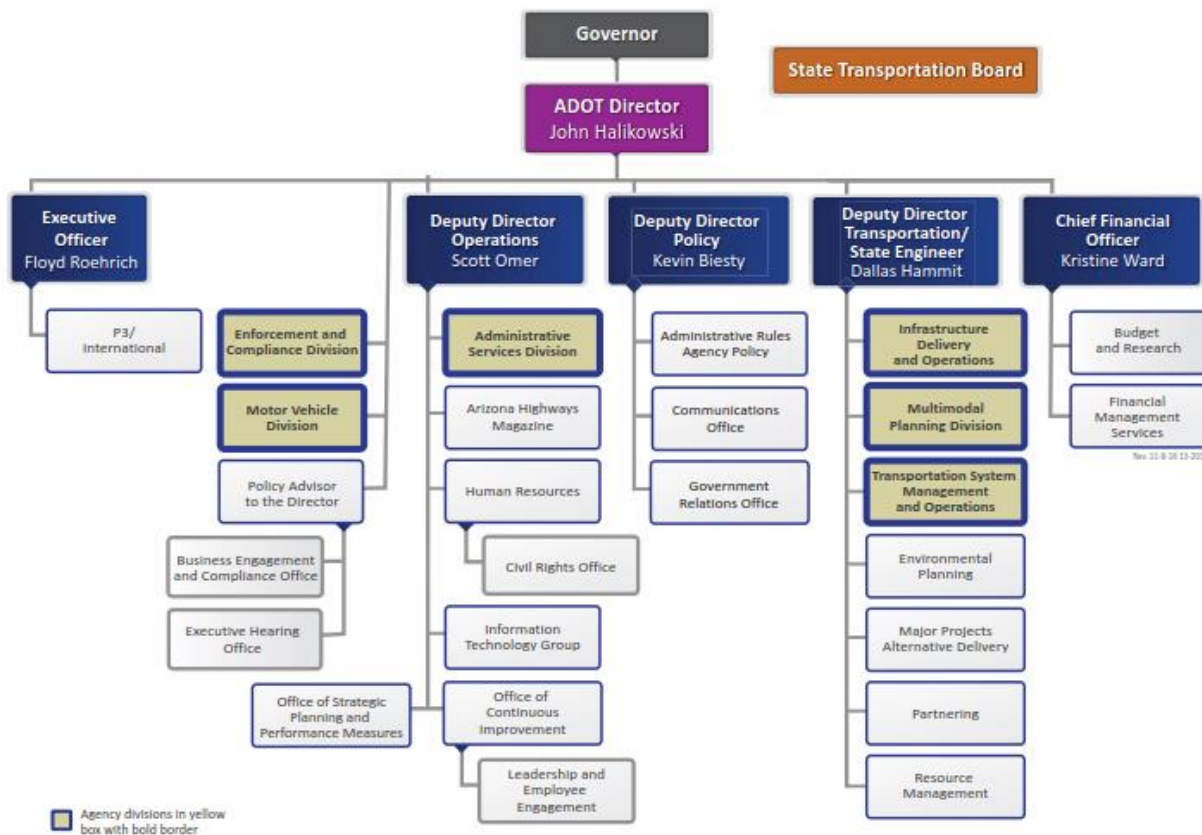 Governor
State Transportation Board
ADOT Director
John Halikowski
Executive
Officer
Floyd Roehrich
P3/
International
Enforcement and
Compliance Division
Motor Vehicle
Division
Policy Advisor
to the Director
Business Engagement
and Compliance Office
Executive Hearing
Office
Deputy Director
Operations
Scott Omer
Administrative
Services Division
Arizona Highways
Magazine
Human Resources
Civil Rights Office
Information
Technology Group
Office of Strategic
Planning and
Performance Measures
Office of
Continuous
Improvement
Leadership and
Employee
Engagement
Deputy Director
Policy
Kevin Biesty
Administrative Rules
Agency Policy
Communications
Office
Government
Relations Office
Deputy Director
Transportation/
State Engineer
Dallas Hammit
Infrastructure
Delivery
and Operations
Multimodal
Planning Division
Transportation System
Management
and Operations
Environmental
Planning
Major Projects
Alternative Delivery
Partnering
Resource
Management
Chief Financial
Officer
Kristine Ward
Budget
and Research
Financial
Management
Services
Agency divisions in yellow
box with bold border